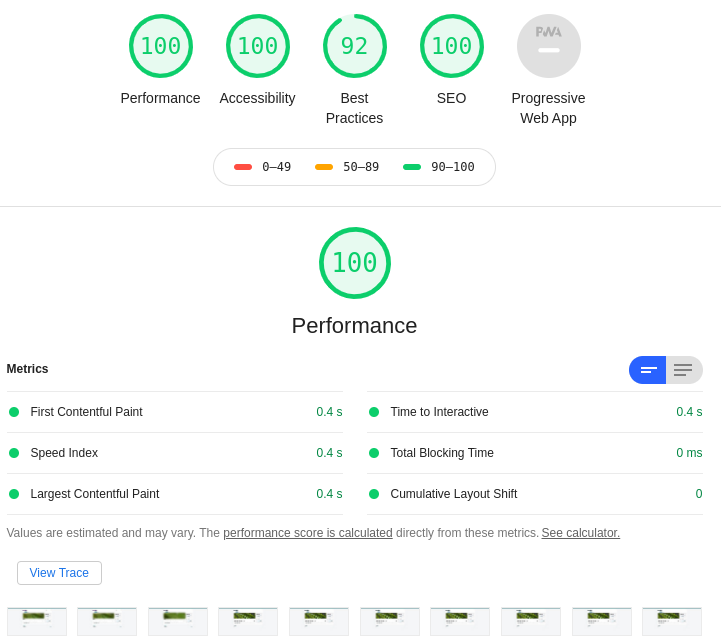 100 100 92 100 PWA
Performance Accessibility Best Practices SEO Progressive Web App
0–49 50–89 90–100
100
Performance
Metrics
First Contentful Paint 0.4 s Time to Interactive 0.4 s
Speed Index 0.4 s Total Blocking Time 0 ms
Largest Contentful Paint 0.4 s Cumulative Layout Shift 0
Values are estimated and may vary. The performance score is calculated directly from these metrics. See calculator.
View Trace